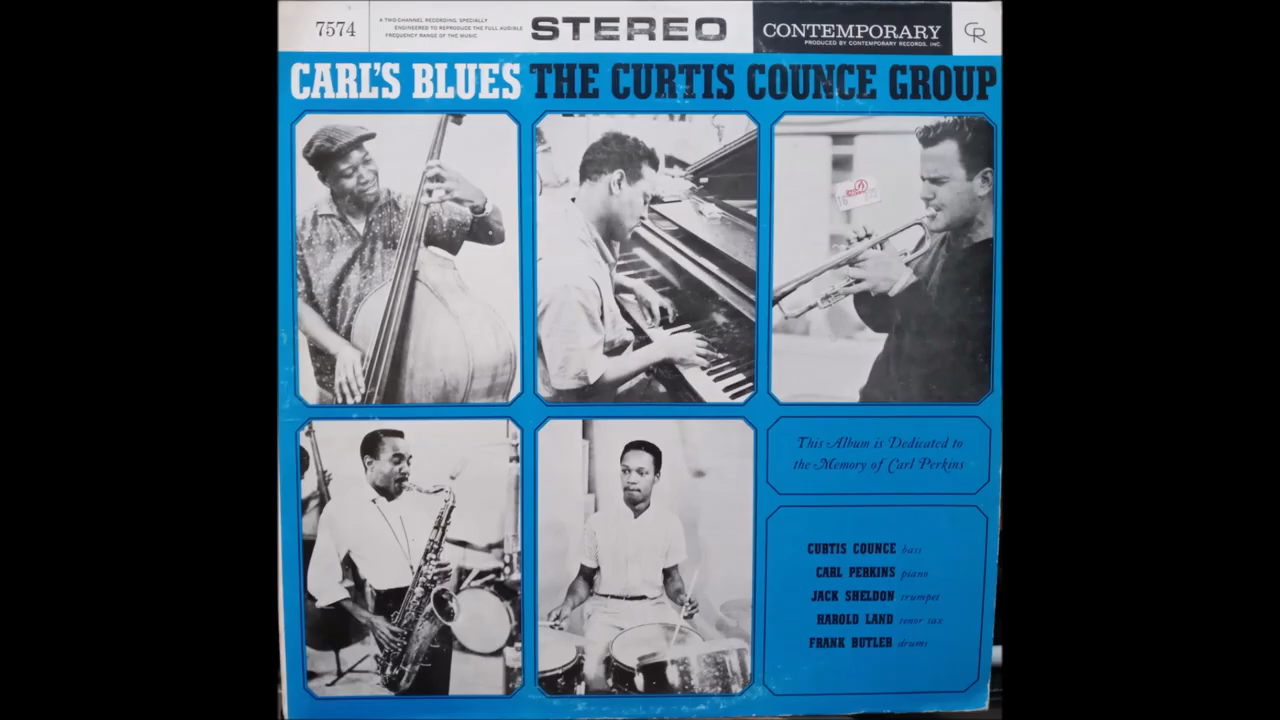 7574
A TWO-CHANNEL RECORDING, SPECIALLY
ENGINEERED TO REPRODUCE THE FULL AUDIBLE
FREQUENCY RANGE OF THE MUSIC
STEREO
CONTEMPORARY
PRODUCED BY CONTEMPORARY RECORDS, INC.
CR
CARL'S BLUES THE CURTIS COUNCE GROUP
This Album is Dedicated to
the Memory of Carl Perkins
CURTIS COUNCE bass
CARL PERKINS piano
JACK SHELDON trumpet
HAROLD LAND tenor sax
FRANK BUTLER drums